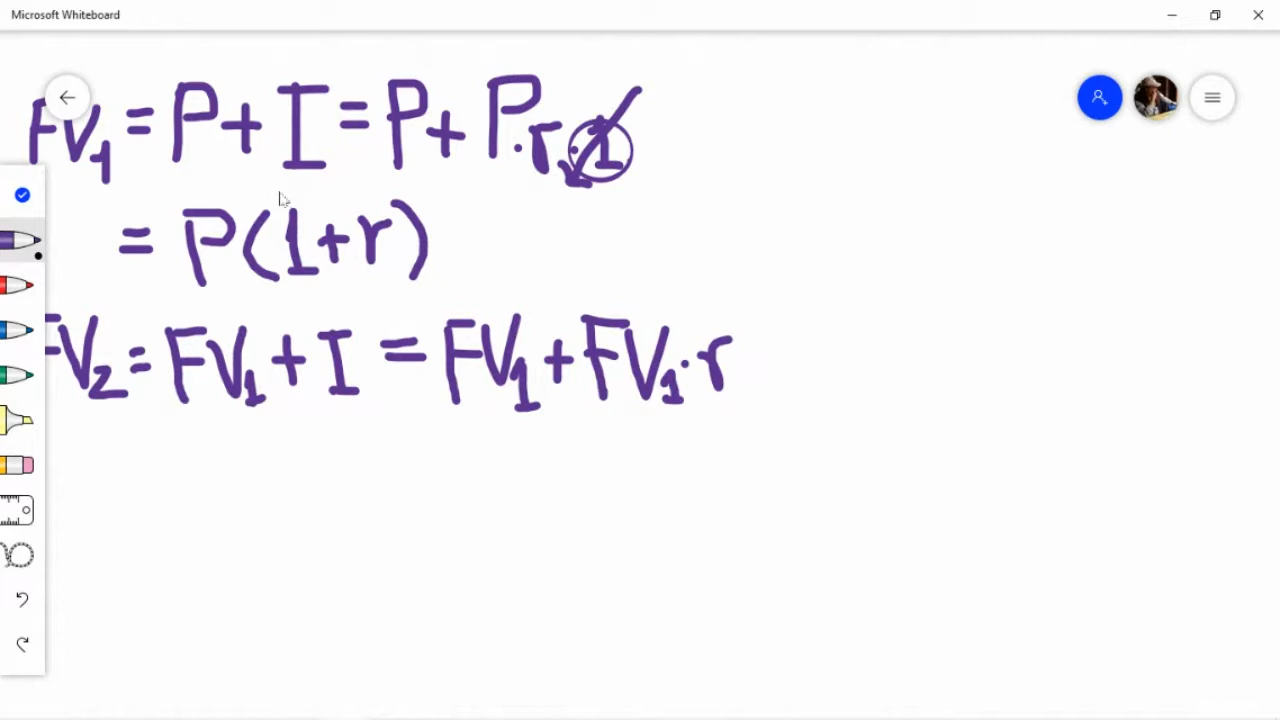 Microsoft Whiteboard
FV₁ = P + I = P + P · r · 1
= P(1 + r)
FV₂ = FV₁ + I = FV₁ + FV₁ · r